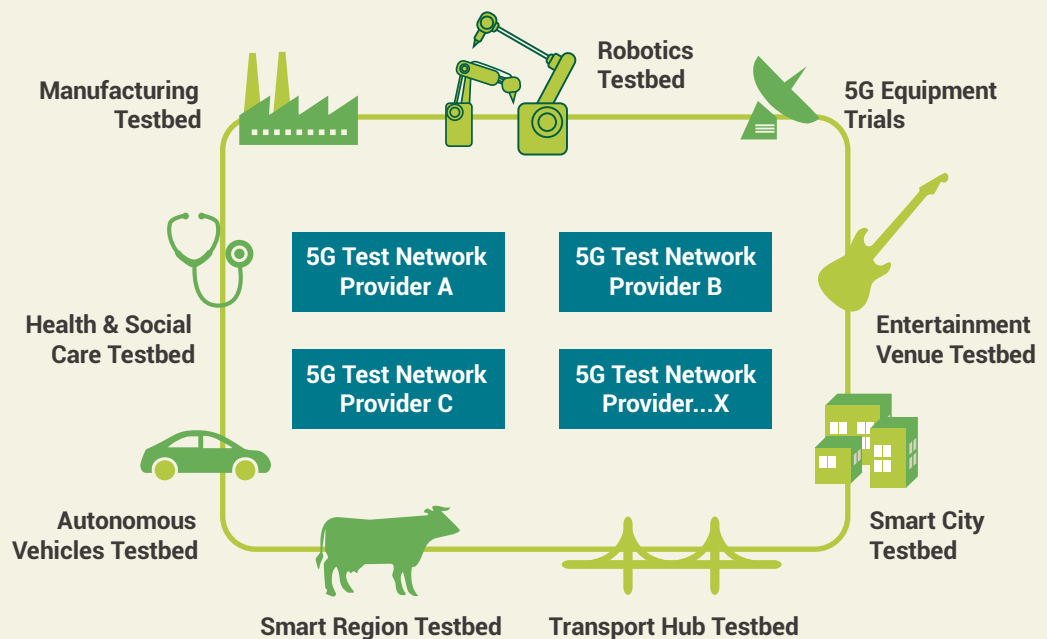 Manufacturing
Testbed
Robotics
Testbed
5G Equipment
Trials
5G Test Network
Provider A
5G Test Network
Provider B
Health & Social
Care Testbed
Entertainment
Venue Testbed
5G Test Network
Provider C
5G Test Network
Provider...X
Autonomous
Vehicles Testbed
Smart City
Testbed
Smart Region Testbed
Transport Hub Testbed